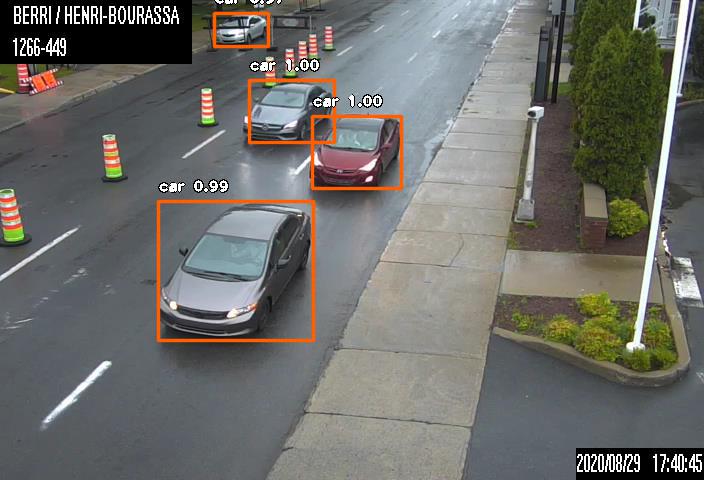 BERRI / HENRI-BOURASSA
1266-449
car 1.00
car 1.00
car 0.99
2020/08/29 17:40:45